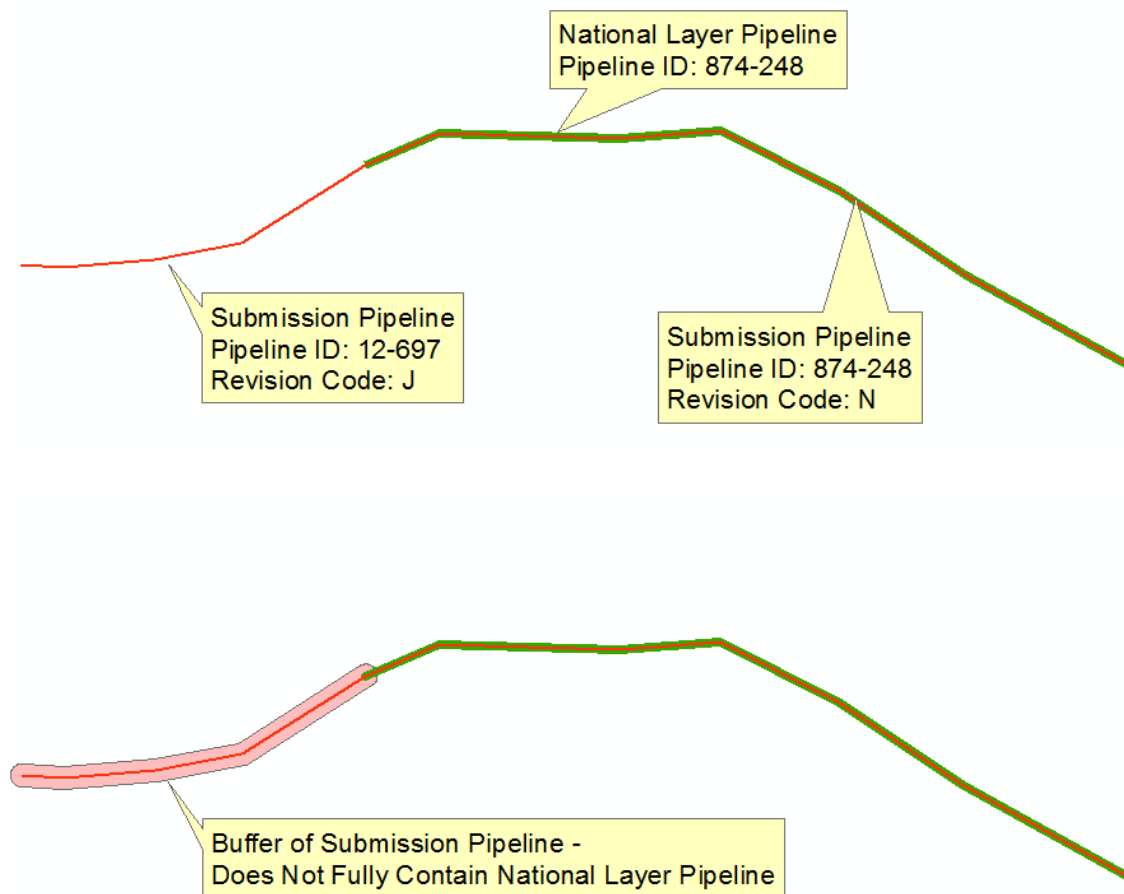 National Layer Pipeline
Pipeline ID: 874-248
Submission Pipeline
Pipeline ID: 12-697
Revision Code: J
Submission Pipeline
Pipeline ID: 874-248
Revision Code: N
Buffer of Submission Pipeline -
Does Not Fully Contain National Layer Pipeline